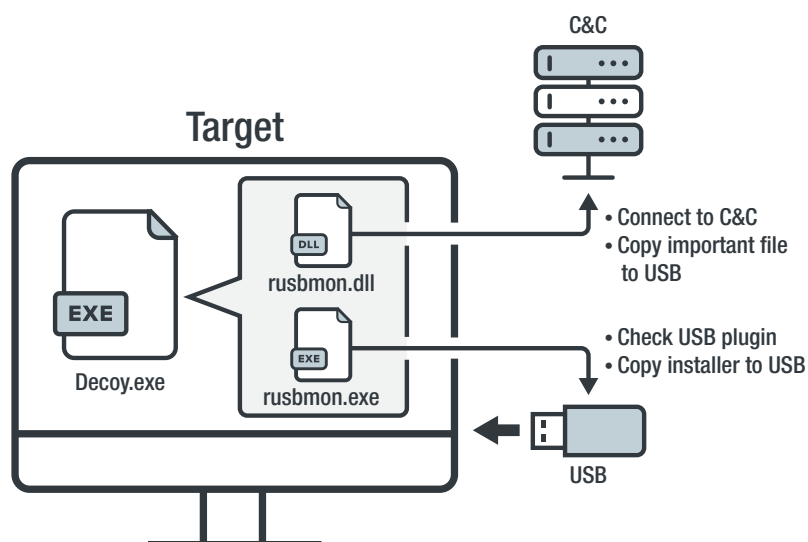 C&C
Target
• Connect to C&C
• Copy important file
to USB
DLL
rusbmon.dll
EXE
Decoy.exe
• Check USB plugin
• Copy installer to USB
EXE
rusbmon.exe
USB